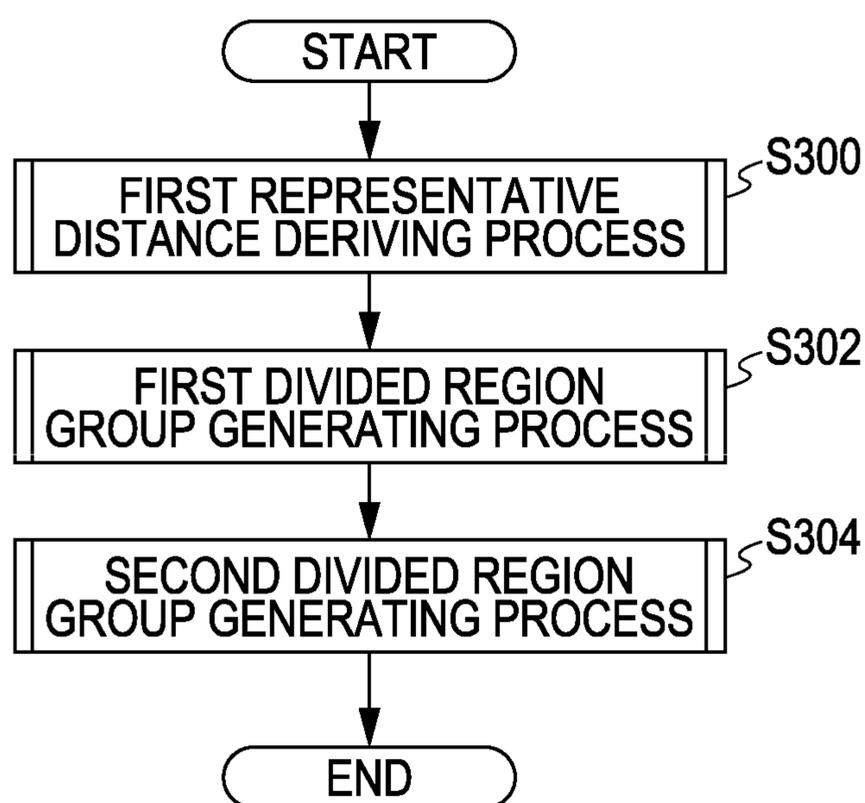 START
S300
FIRST REPRESENTATIVE
DISTANCE DERIVING PROCESS
S302
FIRST DIVIDED REGION
GROUP GENERATING PROCESS
S304
SECOND DIVIDED REGION
GROUP GENERATING PROCESS
END